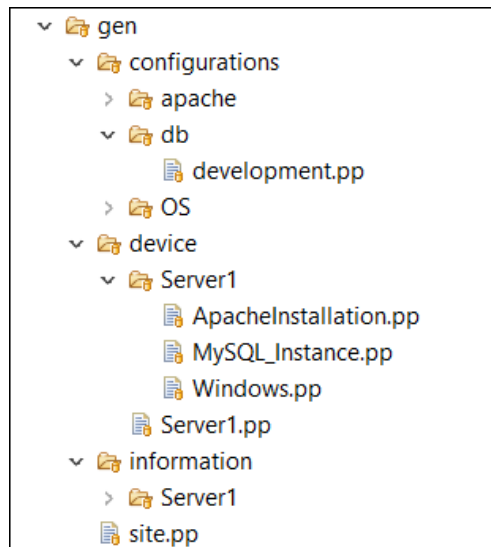 gen
configurations
apache
db
development.pp
OS
device
Server1
ApacheInstallation.pp
MySQL_Instance.pp
Windows.pp
Server1.pp
information
Server1
site.pp